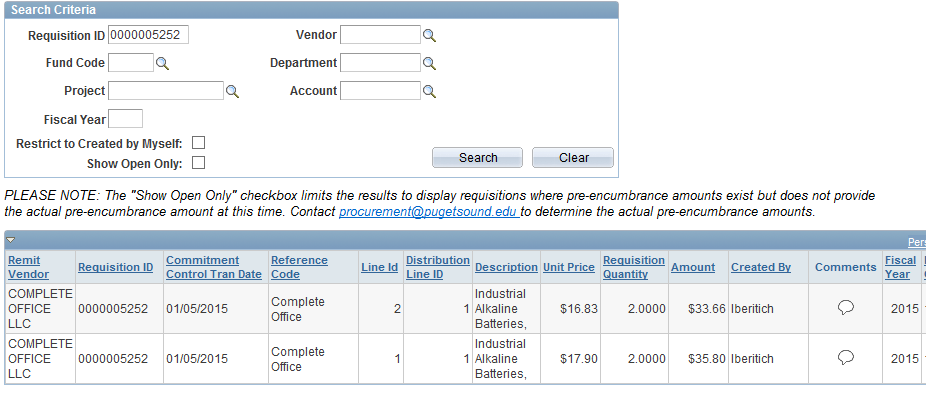 Search Criteria
Requisition ID 0000005252 Vendor
Fund Code Department
Project Account
Fiscal Year
Restrict to Created by Myself:
Show Open Only: Search Clear
PLEASE NOTE: The "Show Open Only" checkbox limits the results to display requisitions where pre-encumbrance amounts exist but does not provide
the actual pre-encumbrance amount at this time. Contact procurement@pugetsound.edu to determine the actual pre-encumbrance amounts.
Remit Vendor Requisition ID Commitment Control Tran Date Reference Code Line Id Distribution Line ID Description Unit Price Requisition Quantity Amount Created By Comments Fiscal Year
COMPLETE OFFICE LLC 0000005252 01/05/2015 Complete Office 2 1 Industrial Alkaline Batteries, $16.83 2.0000 $33.66 lberitich 2015
COMPLETE OFFICE LLC 0000005252 01/05/2015 Complete Office 1 1 Industrial Alkaline Batteries, $17.90 2.0000 $35.80 lberitich 2015